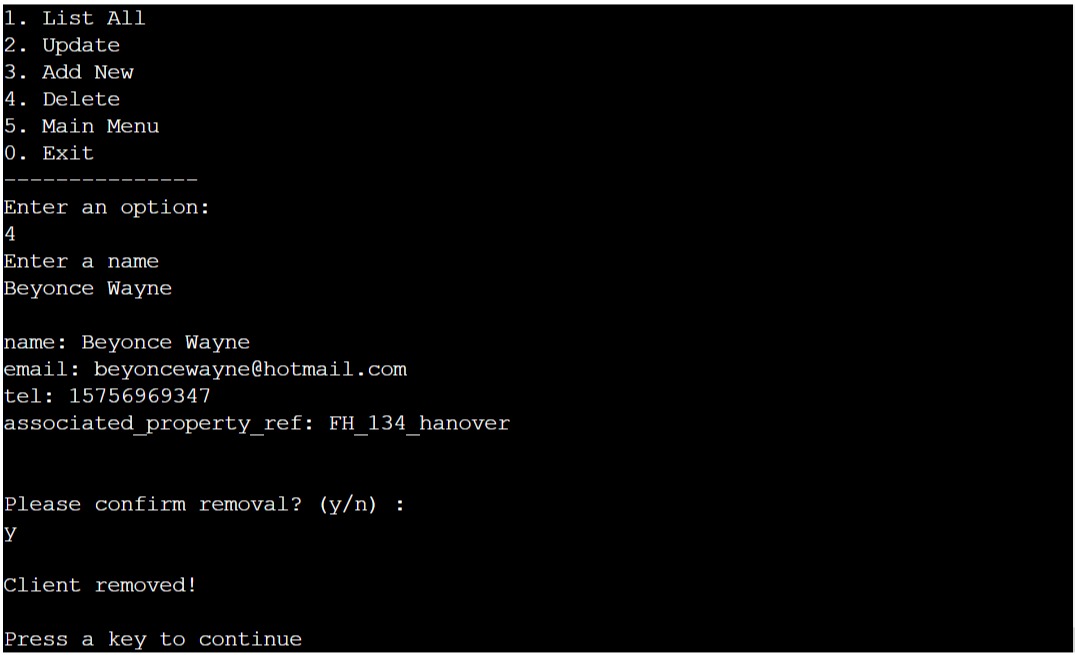 1. List All
2. Update
3. Add New
4. Delete
5. Main Menu
0. Exit
---------------
Enter an option:
4
Enter a name
Beyonce Wayne
name: Beyonce Wayne
email: beyoncewayne@hotmail.com
tel: 15756969347
associated_property_ref: FH_134_hanover
Please confirm removal? (y/n) :
y
Client removed!
Press a key to continue